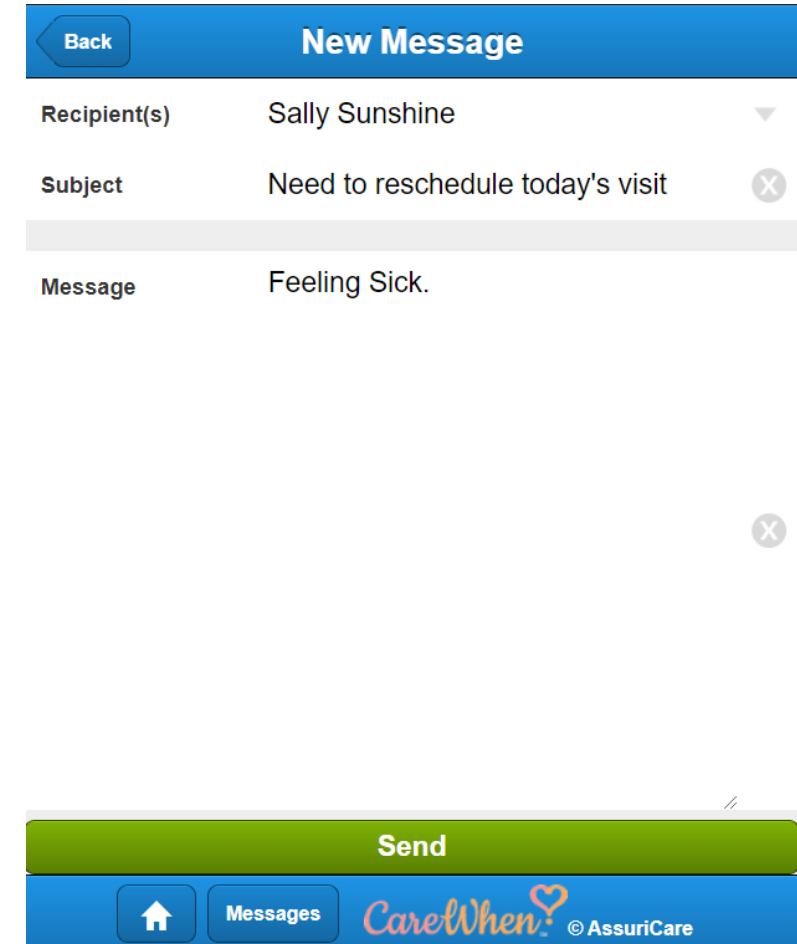 Back
New Message
Recipient(s) Sally Sunshine
Subject Need to reschedule today's visit X
Message Feeling Sick.
X
Send
Messages CareWhen? © AssuriCare